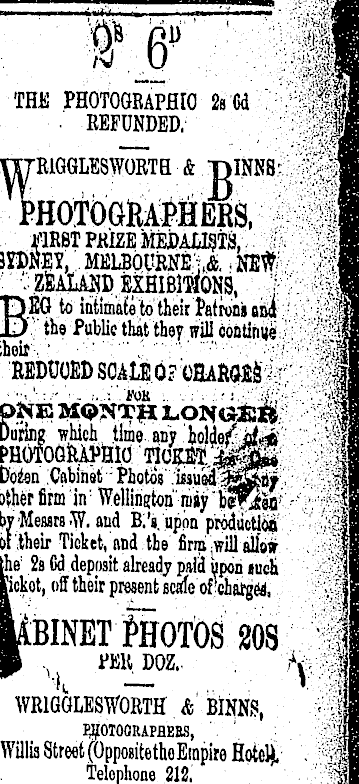 2s 6D
THE PHOTOGRAPHIC 2s 6d
REFUNDED.
WRIGGLESWORTH & BINNS
PHOTOGRAPHERS,
FIRST PRIZE MEDALISTS,
SYDNEY, MELBOURNE & NEW
ZEALAND EXHIBITIONS,
BEG to intimate to their Patrons and
the Public that they will continue
their
REDUCED SCALE OF CHARGES
FOR
ONE MONTH LONGER
During which time any holder of a
PHOTOGRAPHIC TICKET for One
Dozen Cabinet Photos issued by any
other firm in Wellington may be taken
by Messrs W. and B.'s upon production
of their Ticket, and the firm will allow
the 2s 6d deposit already paid upon such
ticket, off their present scale of charges.
CABINET PHOTOS 20S
PER DOZ.
WRIGGLESWORTH & BINNS,
PHOTOGRAPHERS,
Willis Street (Opposite the Empire Hotel).
Telephone 212.